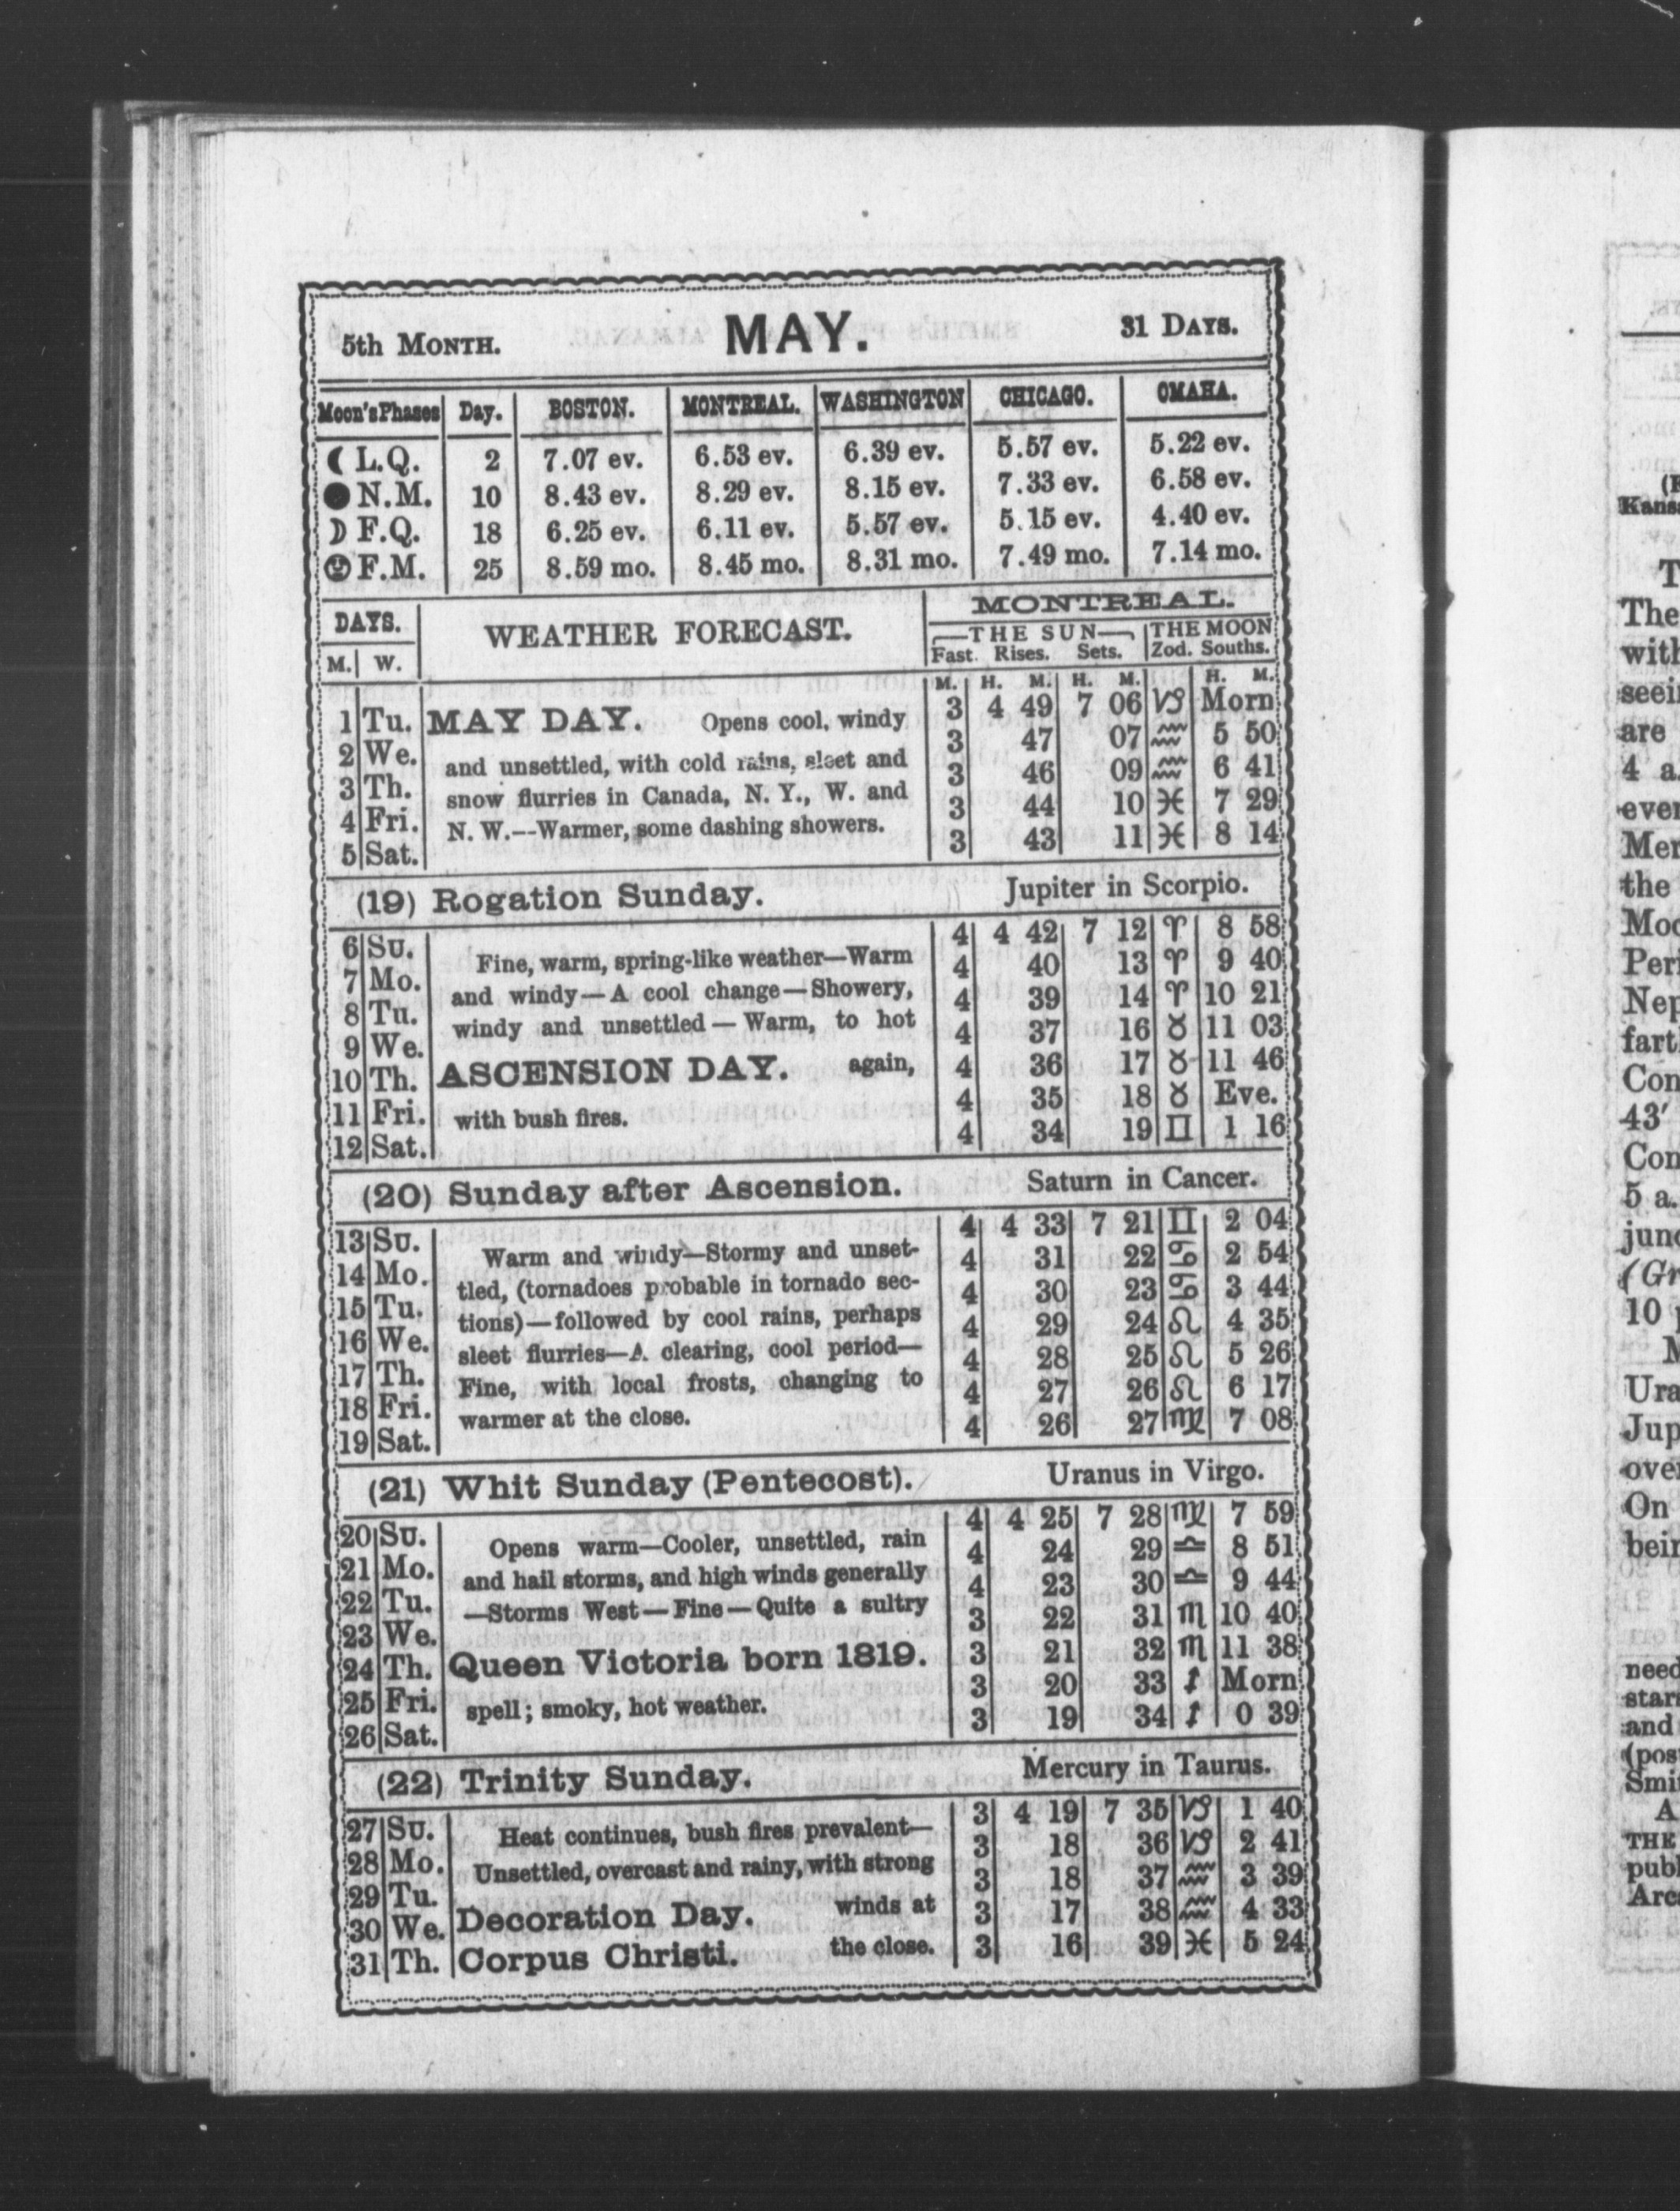 5th MONTH. MAY. 31 DAYS.
Moon's Phases Day. BOSTON. MONTREAL. WASHINGTON CHICAGO. OMAHA.
☾ L.Q. 2 7.07 ev. 6.53 ev. 6.39 ev. 5.57 ev. 5.22 ev.
● N.M. 10 8.43 ev. 8.29 ev. 8.15 ev. 7.33 ev. 6.58 ev.
☽ F.Q. 18 6.25 ev. 6.11 ev. 5.57 ev. 5.15 ev. 4.40 ev.
F.M. 25 8.59 mo. 8.45 mo. 8.31 mo. 7.49 mo. 7.14 mo.
DAYS. WEATHER FORECAST. MONTREAL.
THE SUN THE MOON
M. W. Fast. Rises. Sets. Zod. Souths.
M. H. M. H. M. H. M.
1 Tu. MAY DAY. Opens cool, windy 3 4 49 7 06 ♑ Morn
2 We. and unsettled, with cold rains, sleet and 3 47 07 ♒ 5 50
3 Th. snow flurries in Canada, N. Y., W. and 3 46 09 ♒ 6 41
4 Fri. N. W.--Warmer, some dashing showers. 3 44 10 ♓ 7 29
5 Sat. 3 43 11 ♓ 8 14
(19) Rogation Sunday. Jupiter in Scorpio.
6 SU. 4 4 42 7 12 ♈ 8 58
7 Mo. Fine, warm, spring-like weather—Warm 4 40 13 ♈ 9 40
8 Tu. and windy—A cool change—Showery, 4 39 14 ♈ 10 21
9 We. windy and unsettled—Warm, to hot 4 37 16 ♉ 11 03
10 Th. ASCENSION DAY. again, 4 36 17 ♉ 11 46
11 Fri. with bush fires. 4 35 18 ♉ Eve.
12 Sat. 4 34 19 ♊ 1 16
(20) Sunday after Ascension. Saturn in Cancer.
13 SU. 4 4 33 7 21 ♊ 2 04
14 Mo. Warm and windy—Stormy and unset- 4 31 22 ♋ 2 54
15 Tu. tled, (tornadoes probable in tornado sec- 4 30 23 ♋ 3 44
16 We. tions)—followed by cool rains, perhaps 4 29 24 ♌ 4 35
17 Th. sleet flurries—A clearing, cool period— 4 28 25 ♌ 5 26
18 Fri. Fine, with local frosts, changing to 4 27 26 ♌ 6 17
19 Sat. warmer at the close. 4 26 27 ♍ 7 08
(21) Whit Sunday (Pentecost). Uranus in Virgo.
20 SU. 4 4 25 7 28 ♍ 7 59
21 Mo. Opens warm—Cooler, unsettled, rain 4 24 29 ♎ 8 51
22 Tu. and hail storms, and high winds generally 4 23 30 ♎ 9 44
23 We. —Storms West—Fine—Quite a sultry 3 22 31 ♏ 10 40
24 Th. Queen Victoria born 1819. 3 21 32 ♏ 11 38
25 Fri. spell; smoky, hot weather. 3 20 33 ♐ Morn
26 Sat. 3 19 34 ♐ 0 39
(22) Trinity Sunday. Mercury in Taurus.
27 SU. Heat continues, bush fires prevalent— 3 4 19 7 35 ♑ 1 40
28 Mo. Unsettled, overcast and rainy, with strong 3 18 36 ♑ 2 41
29 Tu. 3 18 37 ♒ 3 39
30 We. Decoration Day. winds at 3 17 38 ♒ 4 33
31 Th. Corpus Christi. the close. 3 16 39 ♓ 5 24
The
with
are
4 a.
the
43′
5 a.
10
On
and
THE